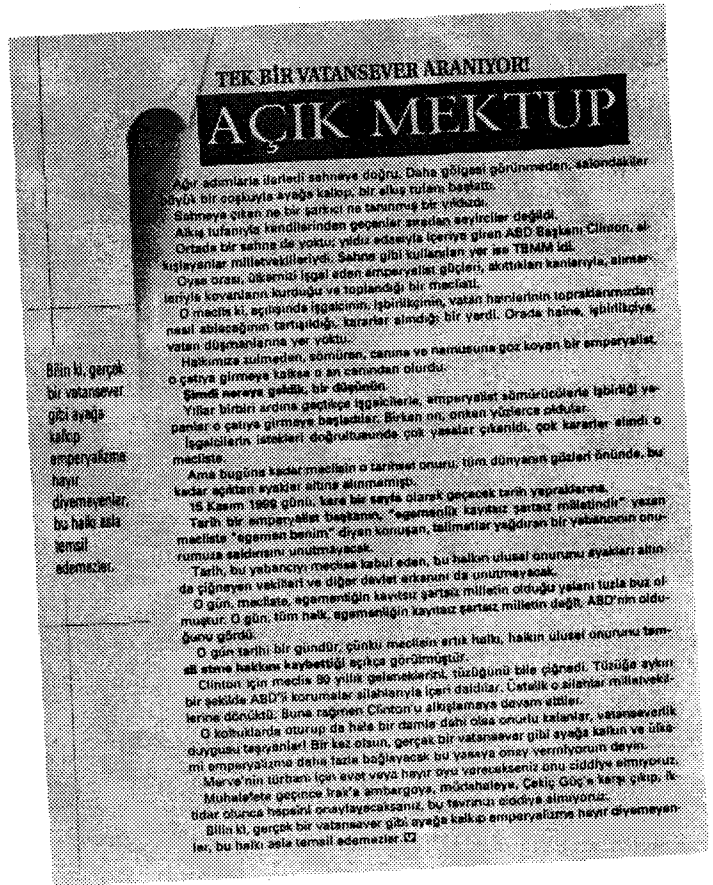 TEK BİR VATANSEVER ARANIYOR!
AÇIK MEKTUP
Ağır adımlarla ilerledi sahneye doğru. Daha gölgesi görünmeden, salondakiler
büyük bir coşkuyla ayağa kalkıp, bir alkış tufanı başlattı.
Sahneye çıkan ne bir şarkıcı ne tanınmış bir yıldızdı.
Alkış tufanıyla kendilerinden geçenler sıradan seyirciler değildi.
Ortada bir sahne de yoktu; yıldız edasıyla içeriye giren ABD Başkanı Clinton, al-
kışlayanlar milletvekilleriydi. Sahne gibi kullanılan yer ise TBMM idi.
Oysa orası, ülkemizi işgal eden emperyalist güçleri, akıttıkları kanlarıyla, alınter-
leriyle kovanların kurduğu ve toplandığı bir meclisti.
O meclis ki, açılışında işgalcinin, işbirlikçinin, vatan hainlerinin topraklarımızdan
nasıl atılacağının tartışıldığı, kararlar alındığı bir yerdi. Orada haine, işbirlikçiye,
vatan düşmanlarına yer yoktu.
Halkımıza zulmeden, sömüren, canına ve namusuna göz koyan bir emperyalist,
o çatıya girmeye kalksa o an canından olurdu.
Şimdi nereye geldik, bir düşünün.
Yıllar birbiri ardına geçtikçe işgalcilerle, emperyalist sömürücülerle işbirliği ya-
panlar o çatıya girmeye başladılar. Birken on, onken yüzlerce oldular.
İşgalcilerin istekleri doğrultusunda çok yasalar çıkarıldı, çok kararlar alındı o
mecliste.
Ama bugüne kadar meclisin o tarihsel onuru, tüm dünyanın gözleri önünde, bu
kadar açıktan ayaklar altına alınmamıştı.
15 Kasım 1999 günü, kara bir sayfa olarak geçecek tarih yapraklarına.
Tarih bir emperyalist başkanın, "egemenlik kayıtsız şartsız milletindir" yazan
mecliste "egemen benim" diyen konuşan, talimatlar yağdıran bir yabancının onu-
rumuza saldırısını unutmayacak.
Tarih, bu yabancıyı meclise kabul eden, bu halkın ulusal onurunu ayakları altın-
da çiğneyen vekilleri ve diğer devlet erkanını da unutmayacak.
O gün, mecliste, egemenliğin kayıtsız şartsız milletin olduğu yalanı tuzla buz ol-
muştur. O gün, tüm halk, egemenliğin kayıtsız şartsız milletin değil, ABD'nin oldu-
ğunu gördü.
O gün tarihi bir gündür, çünkü meclisin artık halkı, halkın ulusal onurunu tem-
sil etme hakkını kaybettiği açıkça görülmüştür.
Clinton için meclis 80 yıllık geleneklerini, tüzüğünü bile çiğnedi. Tüzüğe aykırı
bir şekilde ABD'li korumalar silahlarıyla içeri daldılar. Üstelik o silahlar milletvekil-
lerine dönüktü. Buna rağmen Clinton'u alkışlamaya devam ettiler.
O koltuklarda oturup da hala bir damla dahi olsa onurlu kalanlar, vatanseverlik
duygusu taşıyanlar! Bir kez olsun, gerçek bir vatansever gibi ayağa kalkın ve ülke-
mi emperyalizme daha fazla bağlayacak bu yasaya onay vermiyorum deyin.
Merve'nin türbanı için evet veya hayır oyu verecekseniz onu ciddiye almıyoruz.
Muhalefete geçince Irak'a ambargoya, müdahaleye, Çekiç Güç'e karşı çıkıp, ik-
tidar olunca hepsini onaylayacaksanız, bu tavrınızı ciddiye almıyoruz.
Bilin ki, gerçek bir vatansever gibi ayağa kalkıp emperyalizme hayır diyemeyen-
ler, bu halkı asla temsil edemezler.
Bilin ki, gerçek
bir vatansever
gibi ayağa
kalkıp
emperyalizme
hayır
diyemeyenler,
bu halkı asla
temsil
edemezler.